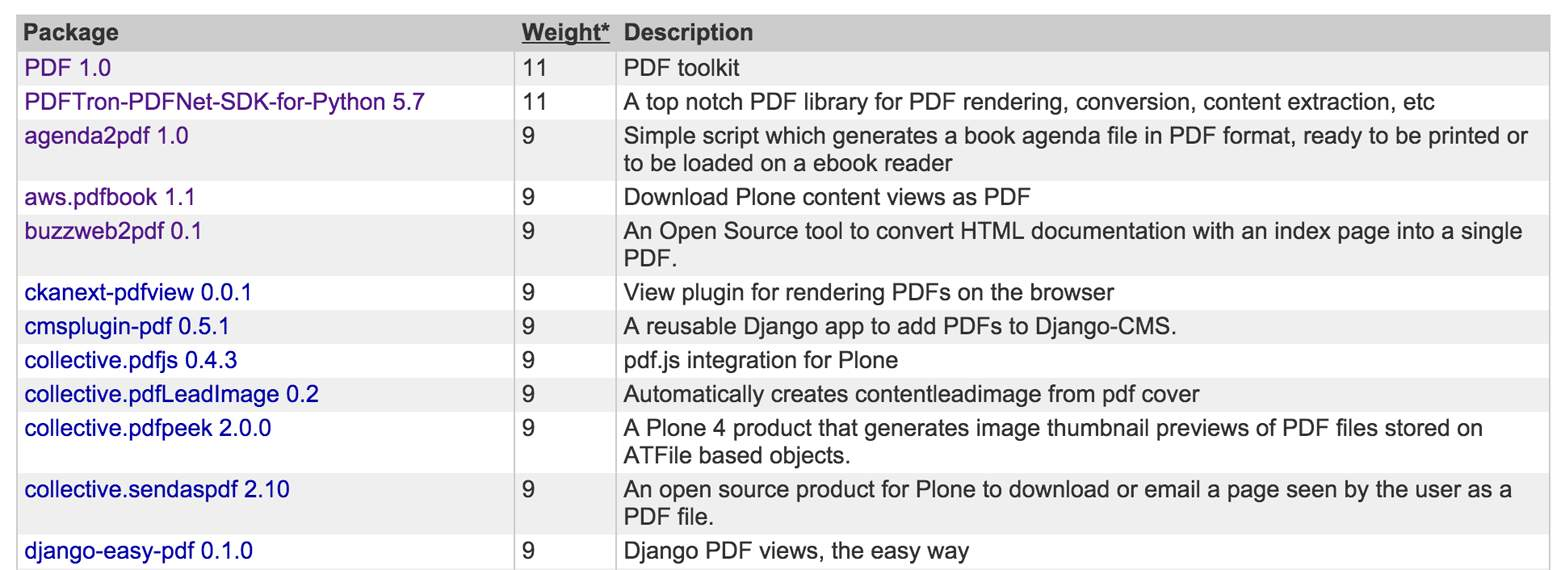 Package Weight* Description
PDF 1.0 11 PDF toolkit
PDFTron-PDFNet-SDK-for-Python 5.7 11 A top notch PDF library for PDF rendering, conversion, content extraction, etc
agenda2pdf 1.0 9 Simple script which generates a book agenda file in PDF format, ready to be printed or
to be loaded on a ebook reader
aws.pdfbook 1.1 9 Download Plone content views as PDF
buzzweb2pdf 0.1 9 An Open Source tool to convert HTML documentation with an index page into a single
PDF.
ckanext-pdfview 0.0.1 9 View plugin for rendering PDFs on the browser
cmsplugin-pdf 0.5.1 9 A reusable Django app to add PDFs to Django-CMS.
collective.pdfjs 0.4.3 9 pdf.js integration for Plone
collective.pdfLeadImage 0.2 9 Automatically creates contentleadimage from pdf cover
collective.pdfpeek 2.0.0 9 A Plone 4 product that generates image thumbnail previews of PDF files stored on
ATFile based objects.
collective.sendaspdf 2.10 9 An open source product for Plone to download or email a page seen by the user as a
PDF file.
django-easy-pdf 0.1.0 9 Django PDF views, the easy way